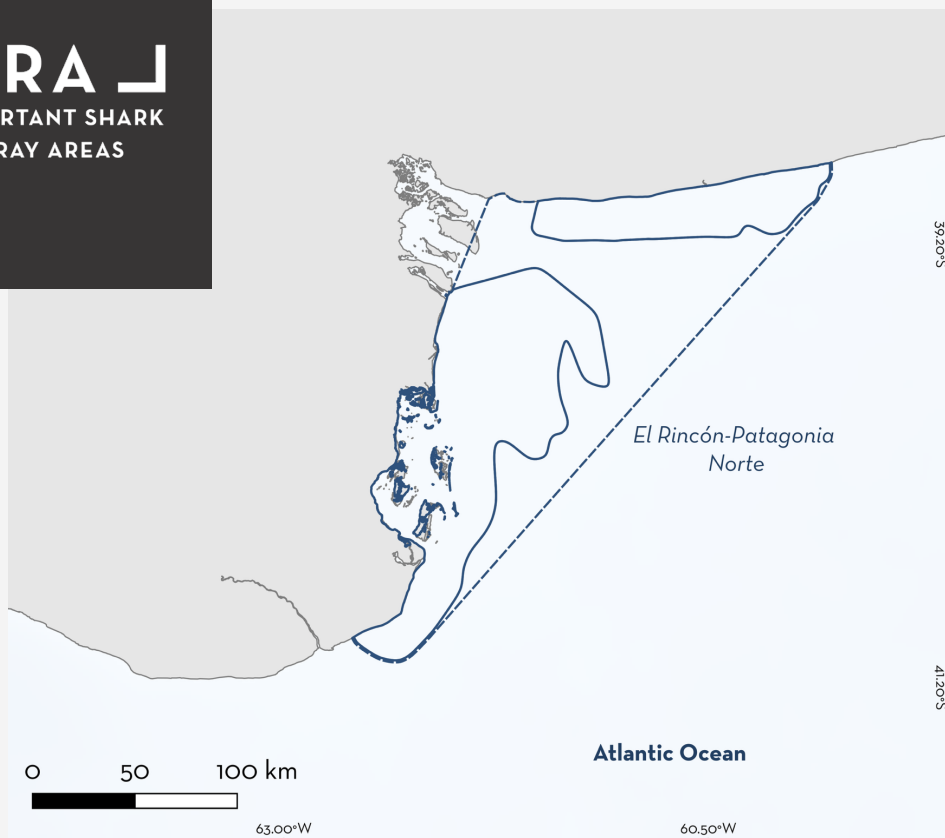 RA
RTANT SHARK
RAY AREAS
39.20°S
El Rincón-Patagonia
Norte
41.20°S
Atlantic Ocean
0 50 100 km
63.00°W 60.50°W